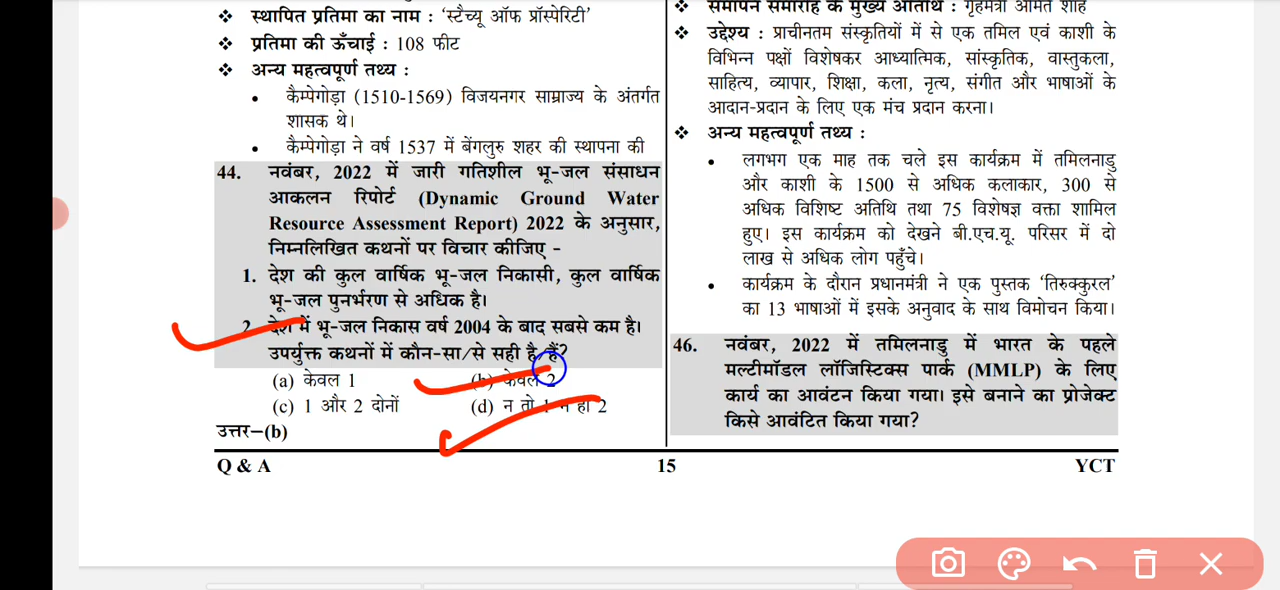 ❖ स्थापित प्रतिमा का नाम : ‘स्टैच्यू ऑफ प्रॉस्पेरिटी’
❖ प्रतिमा की ऊँचाई : 108 फीट
❖ अन्य महत्वपूर्ण तथ्य :
• कैम्पेगोड़ा (1510-1569) विजयनगर साम्राज्य के अंतर्गत
शासक थे।
• कैम्पेगोड़ा ने वर्ष 1537 में बेंगलुरु शहर की स्थापना की
44. नवंबर, 2022 में जारी गतिशील भू-जल संसाधन
आकलन रिपोर्ट (Dynamic Ground Water
Resource Assessment Report) 2022 के अनुसार,
निम्नलिखित कथनों पर विचार कीजिए -
1. देश की कुल वार्षिक भू-जल निकासी, कुल वार्षिक
भू-जल पुनर्भरण से अधिक है।
2. देश में भू-जल निकास वर्ष 2004 के बाद सबसे कम है।
उपर्युक्त कथनों में कौन-सा/से सही है/हैं?
(a) केवल 1
(b) केवल 2
(c) 1 और 2 दोनों
(d) न तो 1 न ही 2
उत्तर–(b)
❖ समापन समारोह के मुख्य अतिथि : गृहमंत्री अमित शाह
❖ उद्देश्य : प्राचीनतम संस्कृतियों में से एक तमिल एवं काशी के
विभिन्न पक्षों विशेषकर आध्यात्मिक, सांस्कृतिक, वास्तुकला,
साहित्य, व्यापार, शिक्षा, कला, नृत्य, संगीत और भाषाओं के
आदान-प्रदान के लिए एक मंच प्रदान करना।
❖ अन्य महत्वपूर्ण तथ्य :
• लगभग एक माह तक चले इस कार्यक्रम में तमिलनाडु
और काशी के 1500 से अधिक कलाकार, 300 से
अधिक विशिष्ट अतिथि तथा 75 विशेषज्ञ वक्ता शामिल
हुए। इस कार्यक्रम को देखने बी.एच.यू. परिसर में दो
लाख से अधिक लोग पहुँचे।
• कार्यक्रम के दौरान प्रधानमंत्री ने एक पुस्तक ‘तिरुक्कुरल’
का 13 भाषाओं में इसके अनुवाद के साथ विमोचन किया।
46. नवंबर, 2022 में तमिलनाडु में भारत के पहले
मल्टीमॉडल लॉजिस्टिक्स पार्क (MMLP) के लिए
कार्य का आवंटन किया गया। इसे बनाने का प्रोजेक्ट
किसे आवंटित किया गया?
Q & A 15 YCT